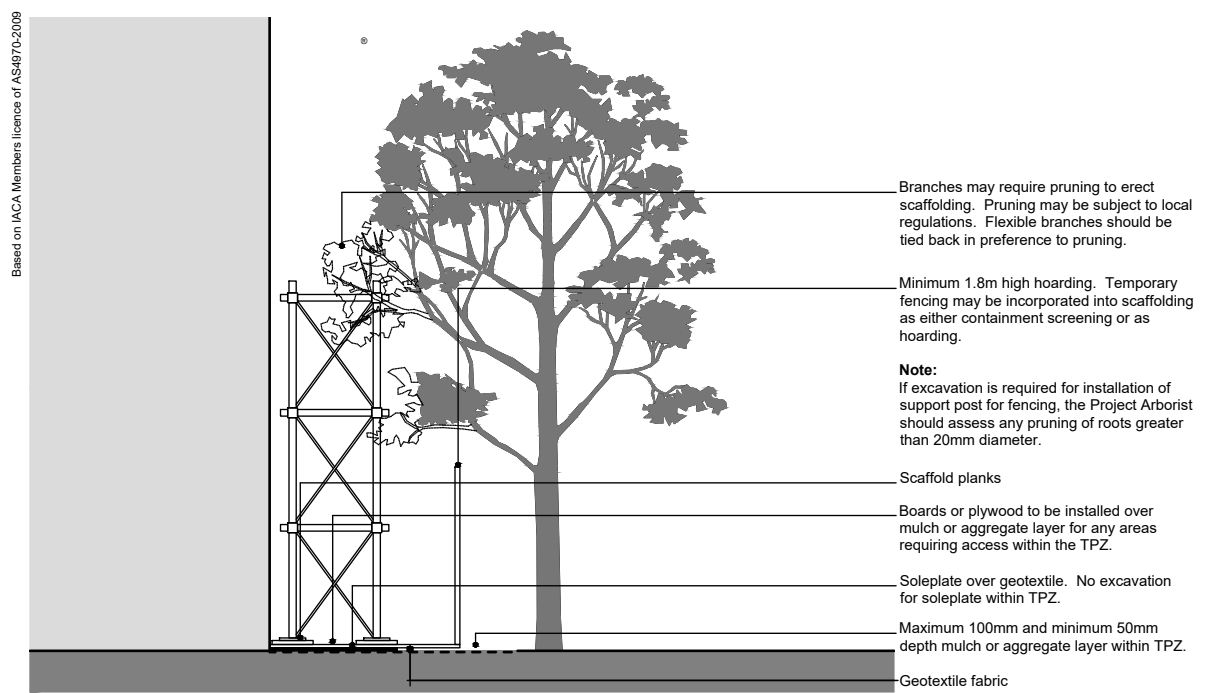 Based on IACA Members licence of AS4970-2009
®
Branches may require pruning to erect
scaffolding. Pruning may be subject to local
regulations. Flexible branches should be
tied back in preference to pruning.
Minimum 1.8m high hoarding. Temporary
fencing may be incorporated into scaffolding
as either containment screening or as
hoarding.
Note:
If excavation is required for installation of
support post for fencing, the Project Arborist
should assess any pruning of roots greater
than 20mm diameter.
Scaffold planks
Boards or plywood to be installed over
mulch or aggregate layer for any areas
requiring access within the TPZ.
Soleplate over geotextile. No excavation
for soleplate within TPZ.
Maximum 100mm and minimum 50mm
depth mulch or aggregate layer within TPZ.
Geotextile fabric